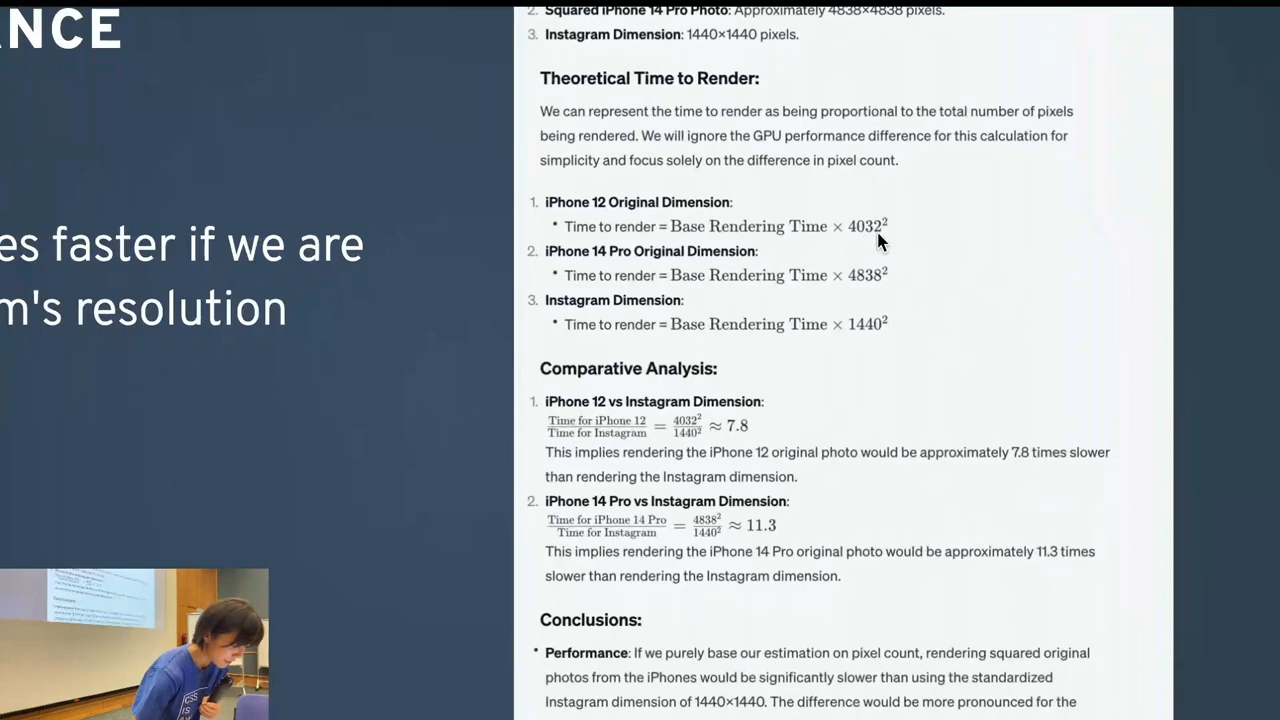 NCE
es faster if we are
m's resolution
2. Squared iPhone 14 Pro Photo: Approximately 4838×4838 pixels.
3. Instagram Dimension: 1440×1440 pixels.
Theoretical Time to Render:
We can represent the time to render as being proportional to the total number of pixels
being rendered. We will ignore the GPU performance difference for this calculation for
simplicity and focus solely on the difference in pixel count.
1. iPhone 12 Original Dimension:
• Time to render = Base Rendering Time × 4032²
2. iPhone 14 Pro Original Dimension:
• Time to render = Base Rendering Time × 4838²
3. Instagram Dimension:
• Time to render = Base Rendering Time × 1440²
Comparative Analysis:
1. iPhone 12 vs Instagram Dimension:
Time for iPhone 12 / Time for Instagram = 4032² / 1440² ≈ 7.8
This implies rendering the iPhone 12 original photo would be approximately 7.8 times slower
than rendering the Instagram dimension.
2. iPhone 14 Pro vs Instagram Dimension:
Time for iPhone 14 Pro / Time for Instagram = 4838² / 1440² ≈ 11.3
This implies rendering the iPhone 14 Pro original photo would be approximately 11.3 times
slower than rendering the Instagram dimension.
Conclusions:
• Performance: If we purely base our estimation on pixel count, rendering squared original
photos from the iPhones would be significantly slower than using the standardized
Instagram dimension of 1440×1440. The difference would be more pronounced for the
CSS
IS